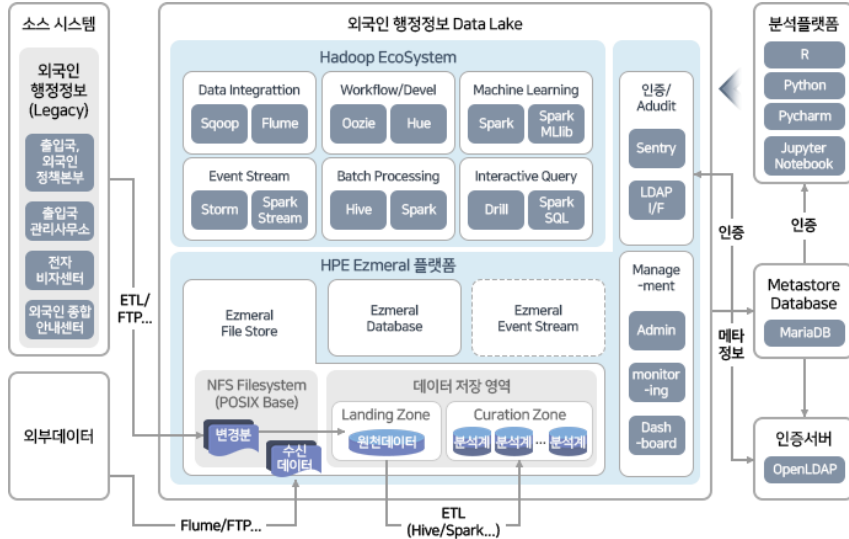 소스 시스템
외국인
행정정보
(Legacy)
출입국,
외국인
정책본부
출입국
관리사무소
전자
비자센터
외국인 종합
안내센터
외부데이터
ETL/
FTP...
Flume/FTP...
외국인 행정정보 Data Lake
Hadoop EcoSystem
Data Integrattion
Sqoop
Flume
Workflow/Devel
Oozie
Hue
Machine Learning
Spark
Spark
MLlib
Event Stream
Storm
Spark
Stream
Batch Processing
Hive
Spark
Interactive Query
Drill
Spark
SQL
인증/
Adudit
Sentry
LDAP
I/F
HPE Ezmeral 플랫폼
Ezmeral
File Store
Ezmeral
Database
Ezmeral
Event Stream
NFS Filesystem
(POSIX Base)
변경분
수신
데이터
데이터 저장 영역
Landing Zone
원천데이터
Curation Zone
분석계
분석계
...
분석계
ETL
(Hive/Spark...)
Manage
-ment
Admin
monitor
-ing
Dash
-board
분석플랫폼
R
Python
Pycharm
Jupyter
Notebook
인증
인증
Metastore
Database
MariaDB
메타
정보
인증서버
OpenLDAP